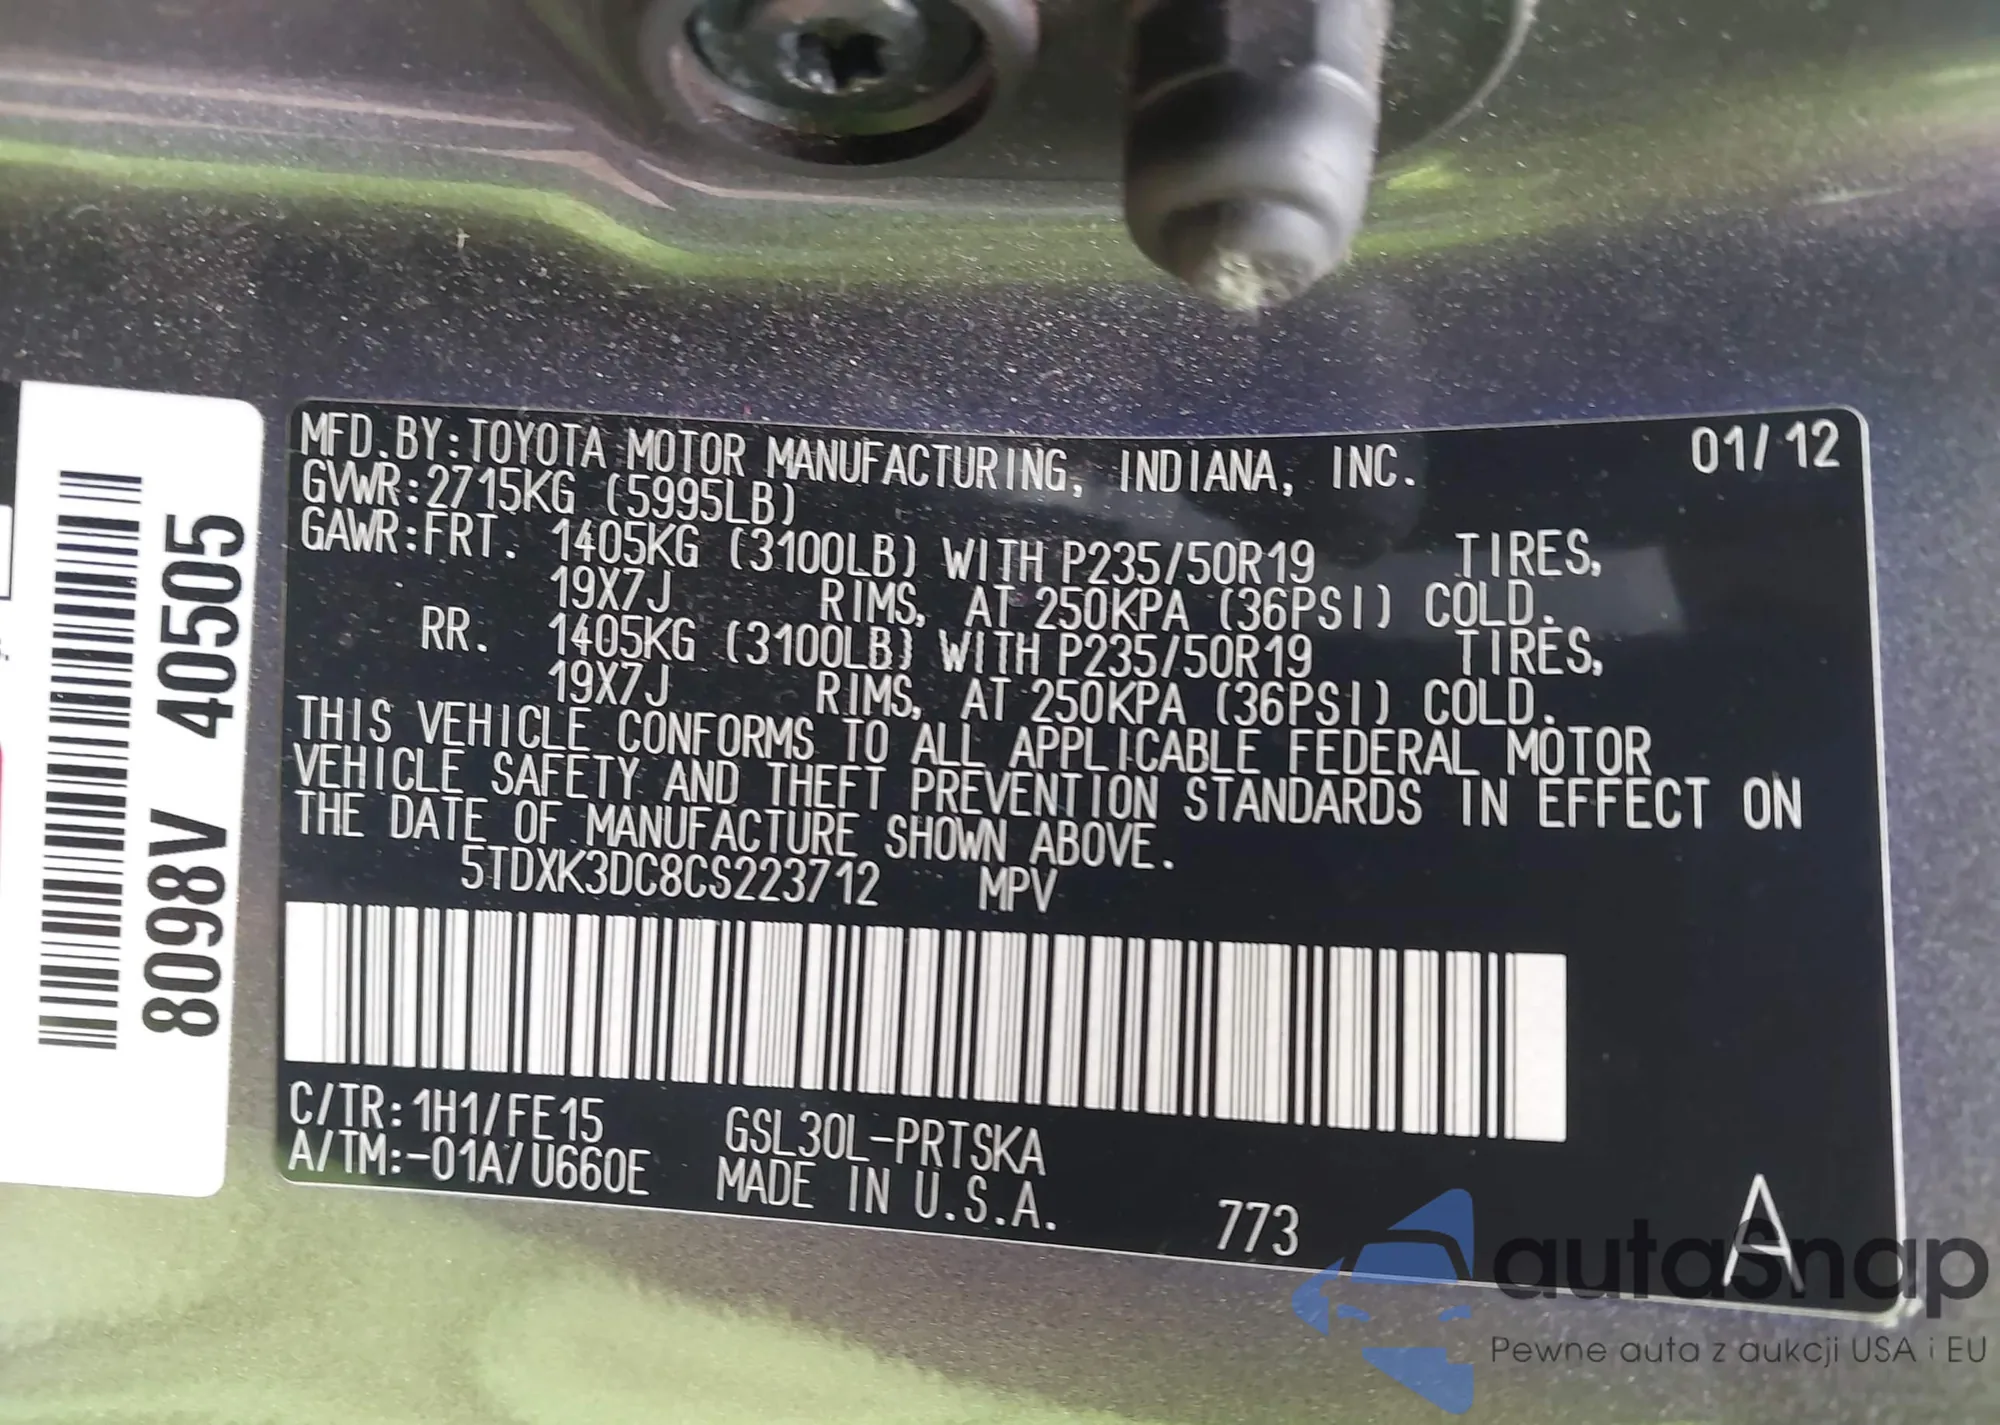 8098V 40505
MFD.BY:TOYOTA MOTOR MANUFACTURING, INDIANA, INC. 01/12
GVWR:2715KG (5995LB)
GAWR:FRT. 1405KG (3100LB) WITH P235/50R19 TIRES,
19X7J RIMS, AT 250KPA (36PSI) COLD.
RR. 1405KG (3100LB) WITH P235/50R19 TIRES,
19X7J RIMS, AT 250KPA (36PSI) COLD.
THIS VEHICLE CONFORMS TO ALL APPLICABLE FEDERAL MOTOR
VEHICLE SAFETY AND THEFT PREVENTION STANDARDS IN EFFECT ON
THE DATE OF MANUFACTURE SHOWN ABOVE.
5TDXK3DC8CS223712 MPV
C/TR:1H1/FE15 GSL30L-PRTSKA
A/TM:-01A/U660E MADE IN U.S.A.
773 A
autasnap
Pewne auta z aukcji USA i EU